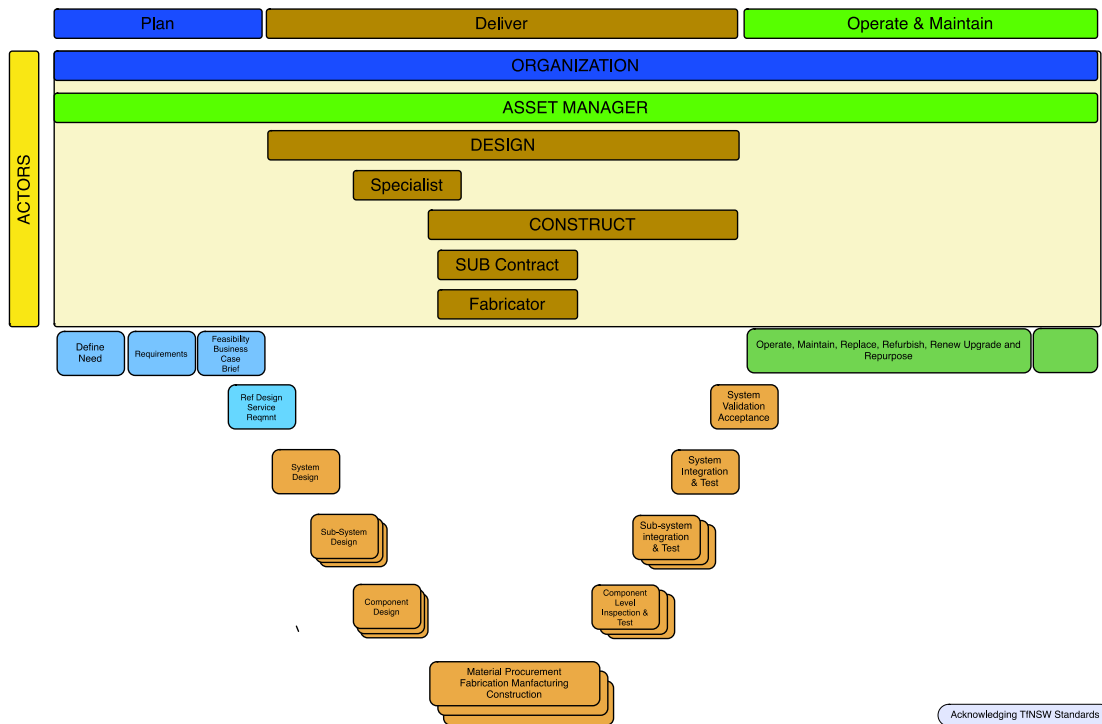 Plan
Deliver
Operate & Maintain
ACTORS
ORGANIZATION
ASSET MANAGER
DESIGN
Specialist
CONSTRUCT
SUB Contract
Fabricator
Define
Need
Requirements
Feasibility
Business
Case
Brief
Operate, Maintain, Replace, Refurbish, Renew Upgrade and
Repurpose
Ref Design
Service
Reqmnt
System
Validation
Acceptance
System
Design
System
Integration
& Test
Sub-System
Design
Sub-system
integration
& Test
Component
Design
Component
Level
Inspection &
Test
Material Procurement
Fabrication Manfacturing
Construction
Acknowledging TfNSW Standards